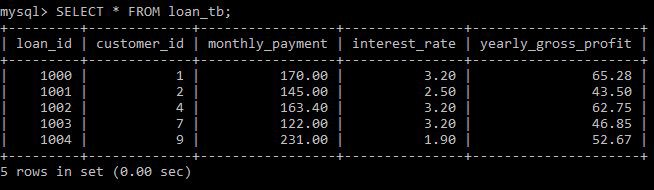 mysql> SELECT * FROM loan_tb;
+---------+-------------+-----------------+---------------+---------------------+
| loan_id | customer_id | monthly_payment | interest_rate | yearly_gross_profit |
+---------+-------------+-----------------+---------------+---------------------+
|    1000 |           1 |          170.00 |          3.20 |               65.28 |
|    1001 |           2 |          145.00 |          2.50 |               43.50 |
|    1002 |           4 |          163.40 |          3.20 |               62.75 |
|    1003 |           7 |          122.00 |          3.20 |               46.85 |
|    1004 |           9 |          231.00 |          1.90 |               52.67 |
+---------+-------------+-----------------+---------------+---------------------+
5 rows in set (0.00 sec)